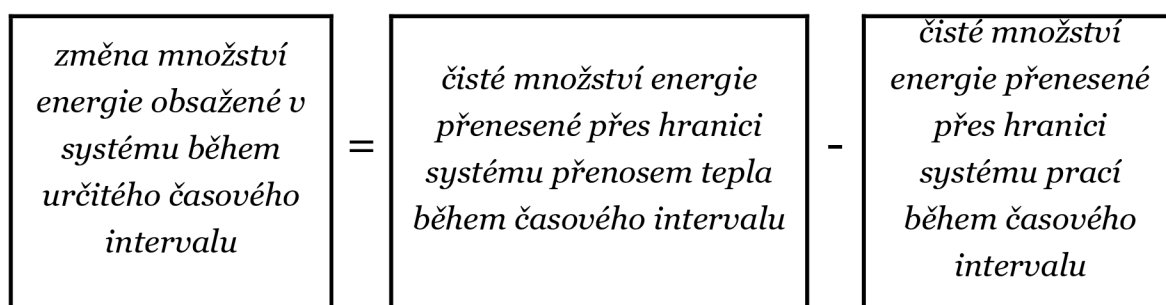 změna množství
energie obsažené v
systému během
určitého časového
intervalu
=
čisté množství energie
přenesené přes hranici
systému přenosem tepla
během časového intervalu
-
čisté množství
energie přenesené
přes hranici
systému prací
během časového
intervalu